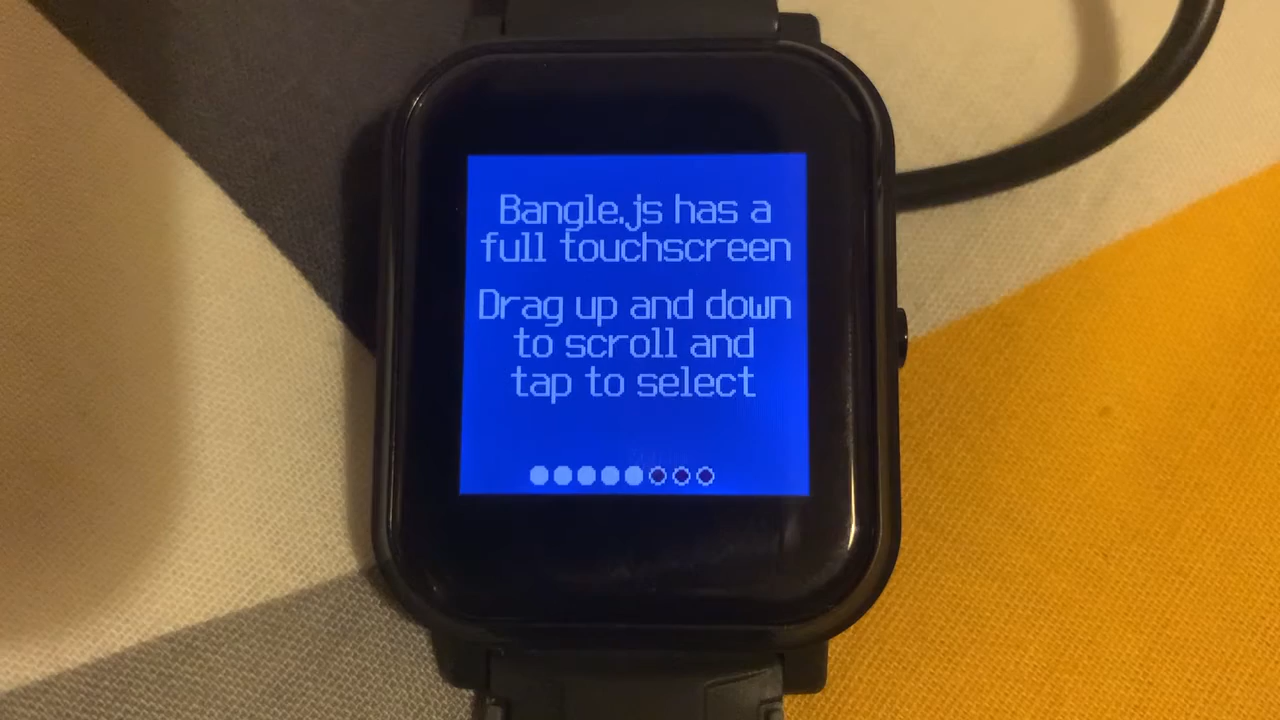 Bangle.js has a
full touchscreen
Drag up and down
to scroll and
tap to select